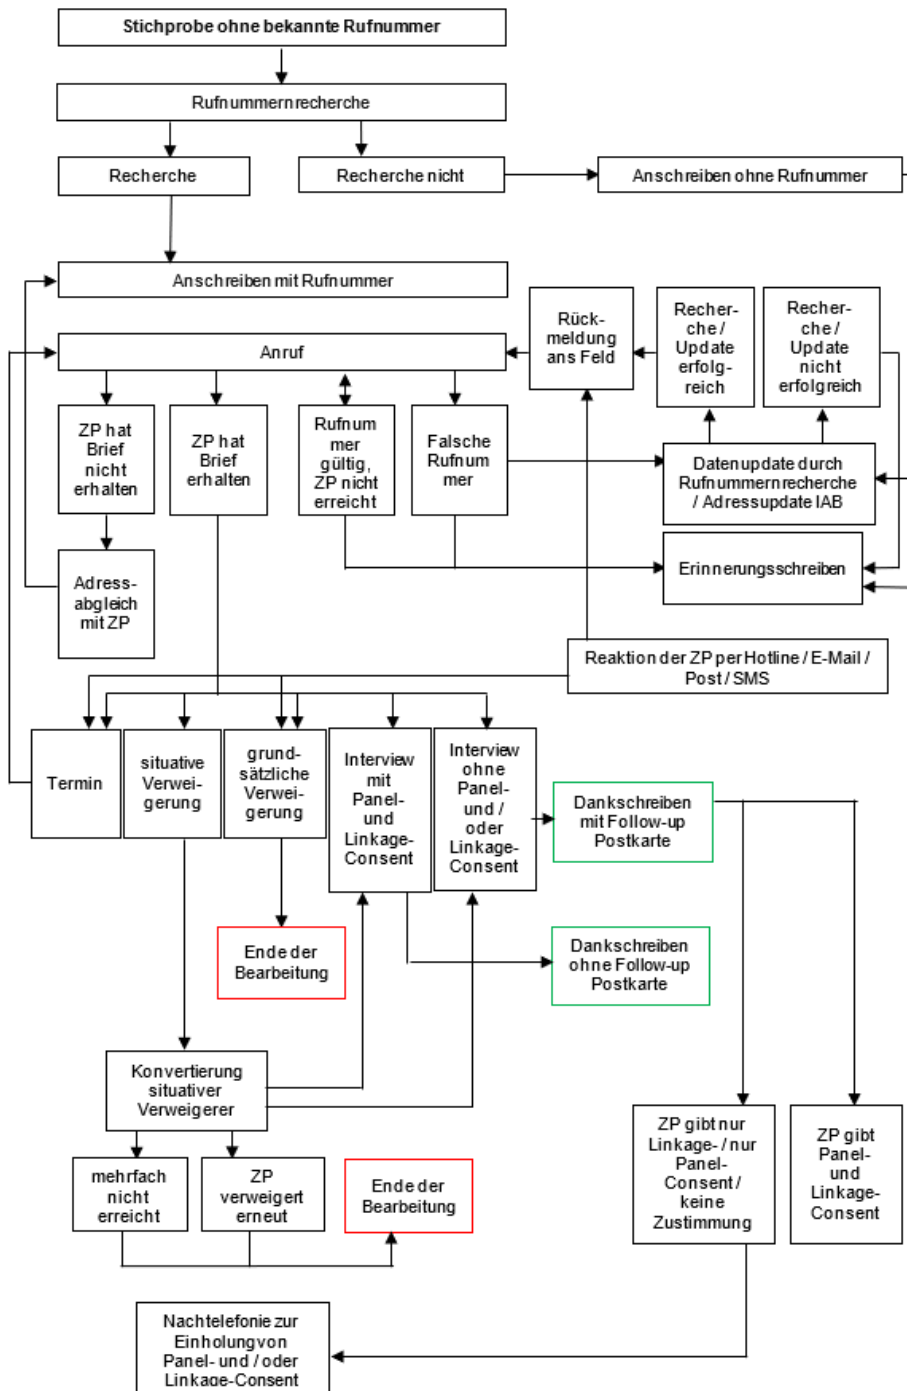 Stichprobe ohne bekannte Rufnummer
Rufnummernrecherche
Recherche
Recherche nicht
Anschreiben ohne Rufnummer
Anschreiben mit Rufnummer
Rück-
meldung
ans Feld
Recher-
che /
Update
erfolg-
reich
Recher-
che /
Update
nicht
erfolgreich
Anruf
ZP hat
Brief
nicht
erhalten
ZP hat
Brief
erhalten
Rufnum
mer
gültig,
ZP nicht
erreicht
Falsche
Rufnum
mer
Datenupdate durch
Rufnummernrecherche
/ Adressupdate IAB
Adress-
abgleich
mit ZP
Erinnerungsschreiben
Reaktion der ZP per Hotline / E-Mail /
Post / SMS
Termin
situative
Verwei-
gerung
grund-
sätzliche
Verwei-
gerung
Interview
mit
Panel-
und
Linkage-
Consent
Interview
ohne
Panel-
und /
oder
Linkage-
Consent
Dankschreiben
mit Follow-up
Postkarte
Ende der
Bearbeitung
Dankschreiben
ohne Follow-up
Postkarte
Konvertierung
situativer
Verweigerer
mehrfach
nicht
erreicht
ZP
verweigert
erneut
Ende der
Bearbeitung
ZP gibt nur
Linkage- / nur
Panel-
Consent /
keine
Zustimmung
ZP gibt
Panel-
und
Linkage-
Consent
Nachtelefonie zur
Einholung von
Panel- und / oder
Linkage-Consent